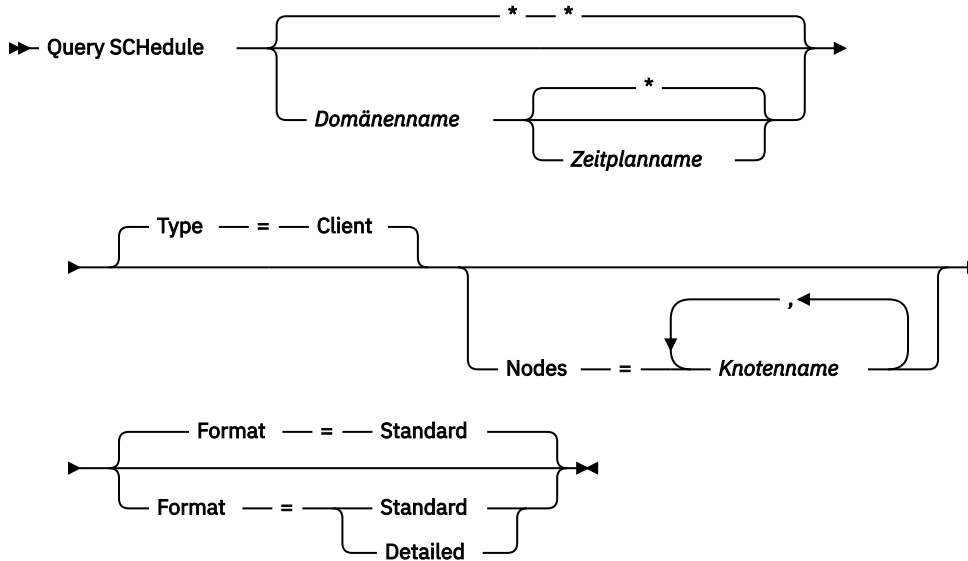 * *
Query SCHedule
*
Domänenname
Zeitplanname
Type = Client
,
Nodes = Knotenname
Format = Standard
Format = Standard
Detailed